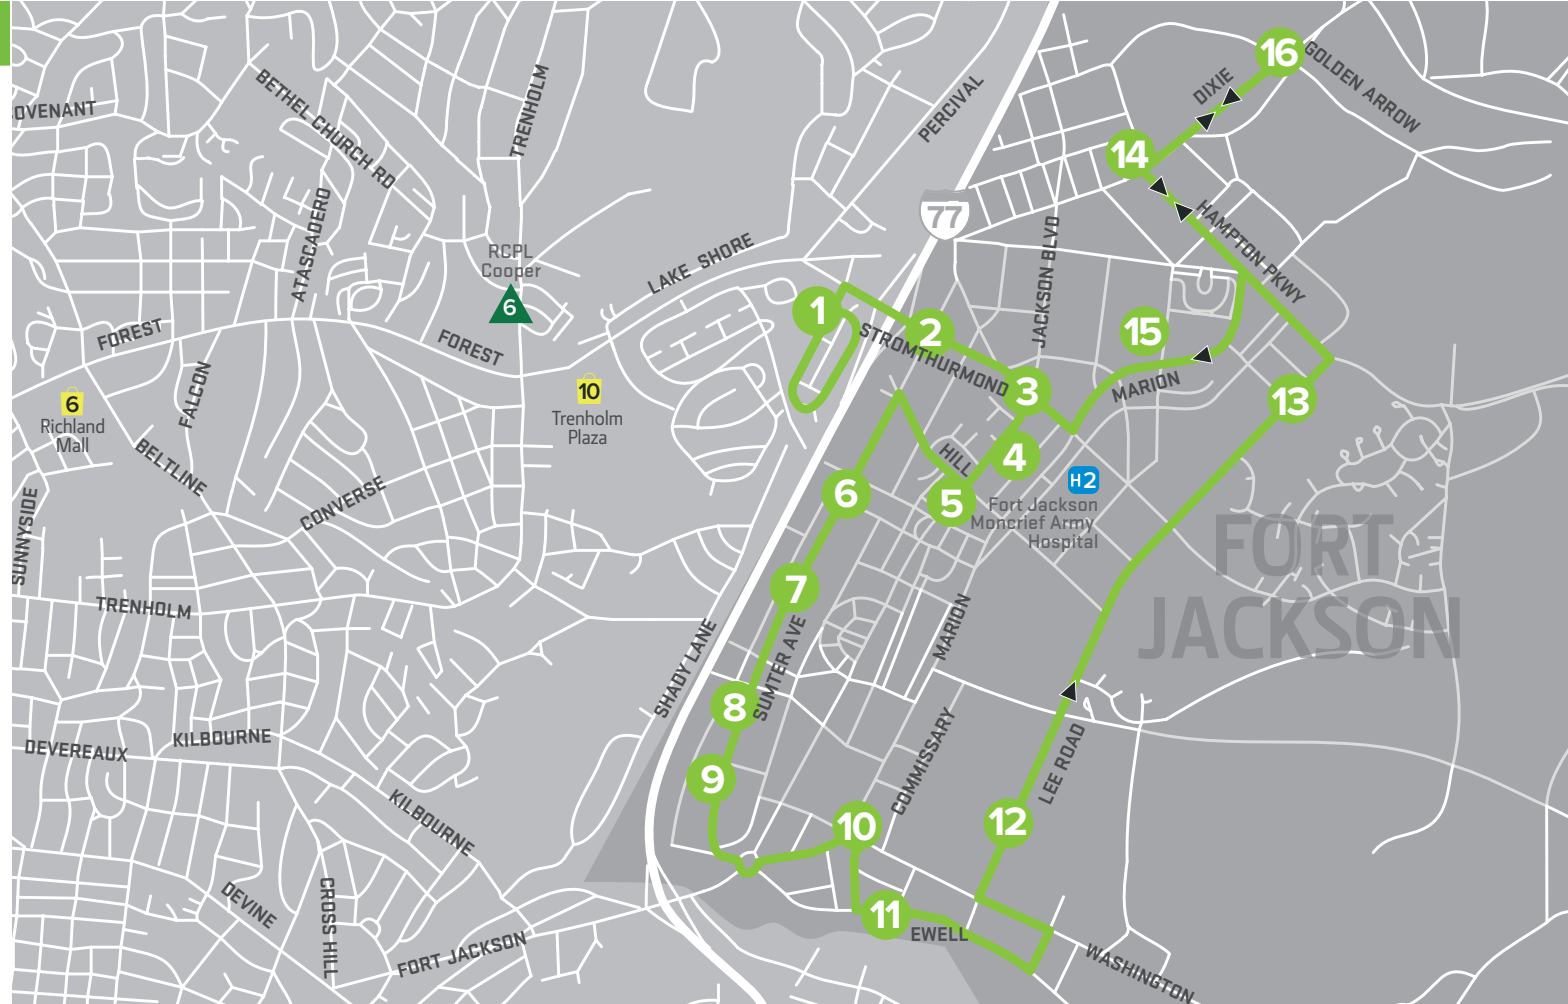 16
GOLDEN ARROW
DIXIE
BETHEL CHURCH RD
TRENHOLM
PERCIVAL
OVENANT
14
ATASCADERO
77
HAMPTON PKWY
JACKSON BLVD
RCPL
Cooper
6
LAKE SHORE
1
2
STROMTHURMOND
15
FOREST
FOREST
MARION
3
13
FALCON
6
Richland
Mall
10
Trenholm
Plaza
BELTLINE
HILL
4
H2
Fort Jackson
Moncrief Army
Hospital
5
6
CONVERSE
SUNNYSIDE
FORT
JACKSON
7
TRENHOLM
MARION
SHADY LANE
SUMTER AVE
8
DEVEREAUX
KILBOURNE
9
COMMISSARY
LEE ROAD
KILBOURNE
10
12
DEVINE
CROSS HILL
11
EWELL
FORT JACKSON
WASHINGTON